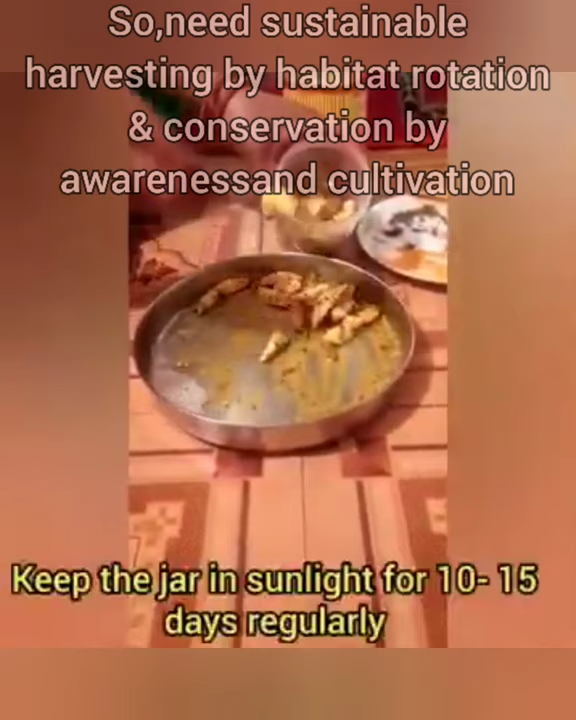 So,need sustainable
harvesting by habitat rotation
& conservation by
awarenessand cultivation
Keep the jar in sunlight for 10- 15
days regularly